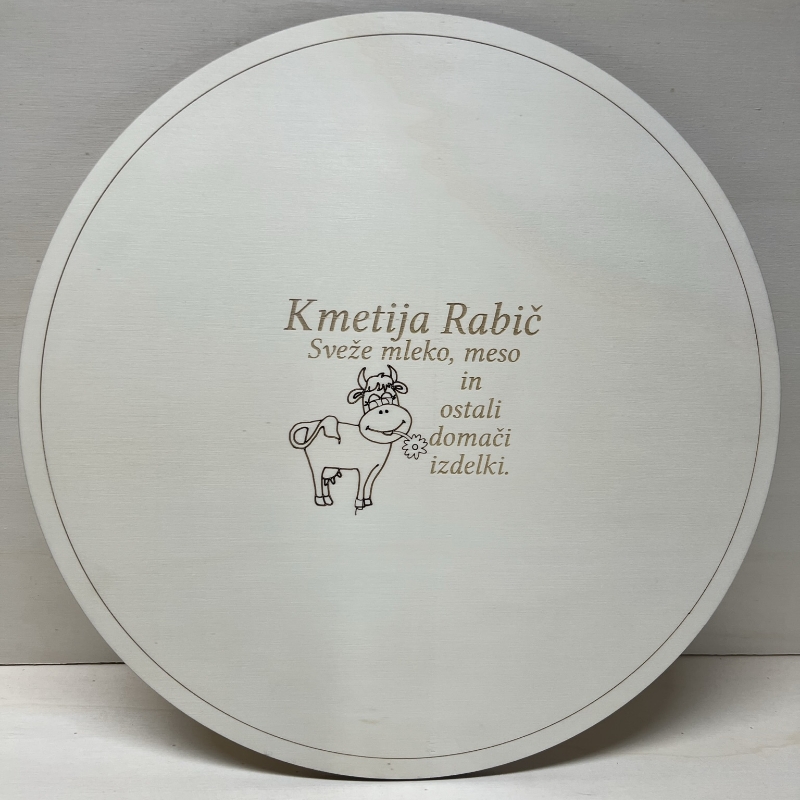 Kmetija Rabič
Sveže mleko, meso
in
ostali
domači
izdelki.